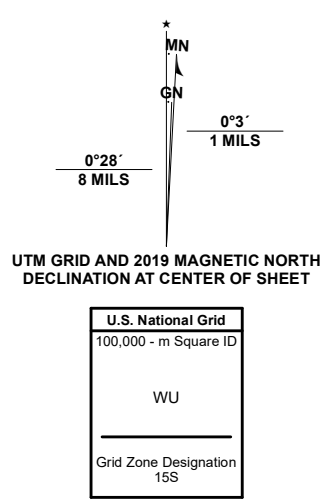 ★
MN
GN
0°3´
1 MILS
0°28´
8 MILS
UTM GRID AND 2019 MAGNETIC NORTH
DECLINATION AT CENTER OF SHEET
U.S. National Grid
100,000 - m Square ID
WU
Grid Zone Designation
15S